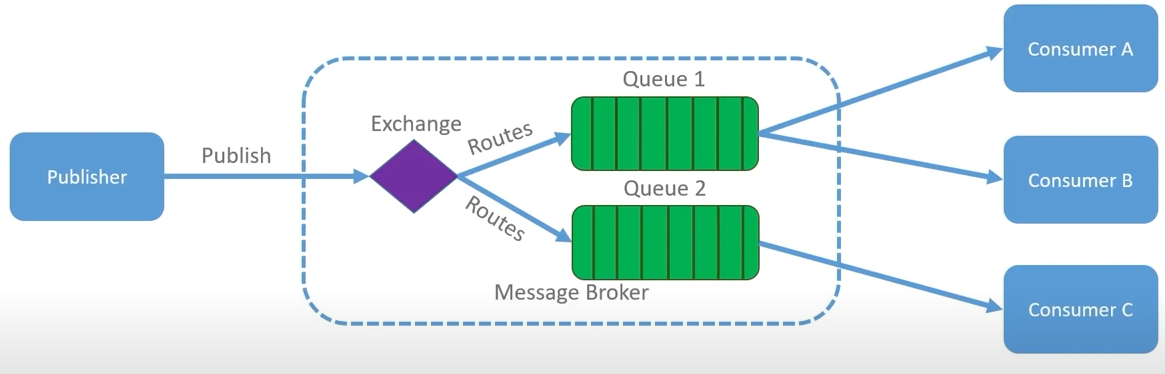 Publisher
Publish
Exchange
Routes
Routes
Queue 1
Queue 2
Message Broker
Consumer A
Consumer B
Consumer C